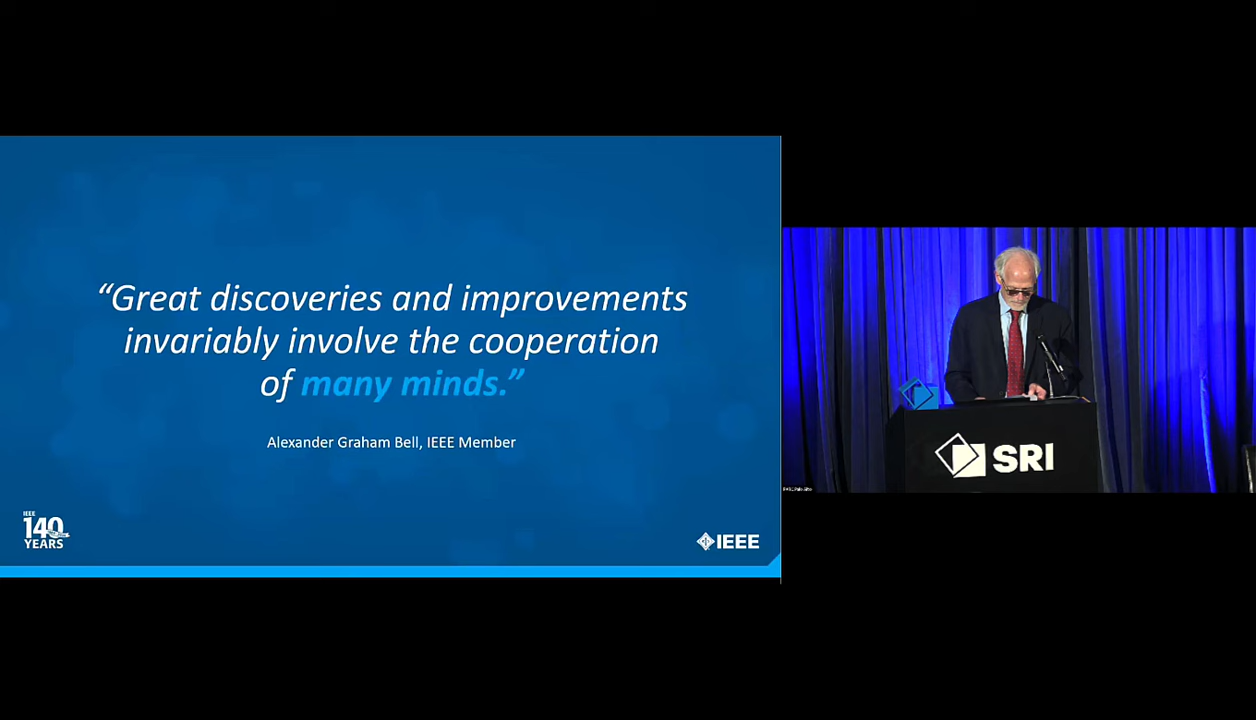 “Great discoveries and improvements
invariably involve the cooperation
of many minds.”
Alexander Graham Bell, IEEE Member
IEEE
140
YEARS
IEEE
SRI